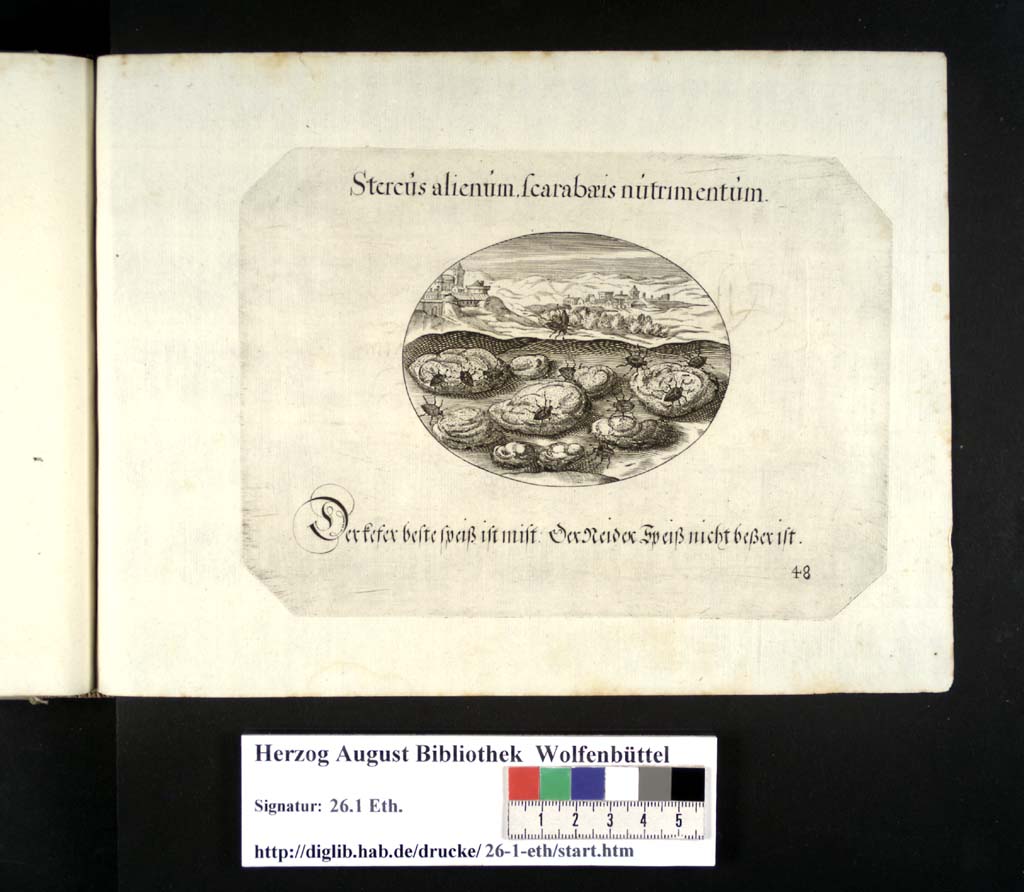 Stercus alienum, scarabæis nutrimentum.
Der kefer beste speiß ist mist: Der Neider Speiß nicht beßer ist.
48
Herzog August Bibliothek Wolfenbüttel
Signatur: 26.1 Eth.
1 2 3 4 5
http://diglib.hab.de/drucke/ 26-1-eth/start.htm